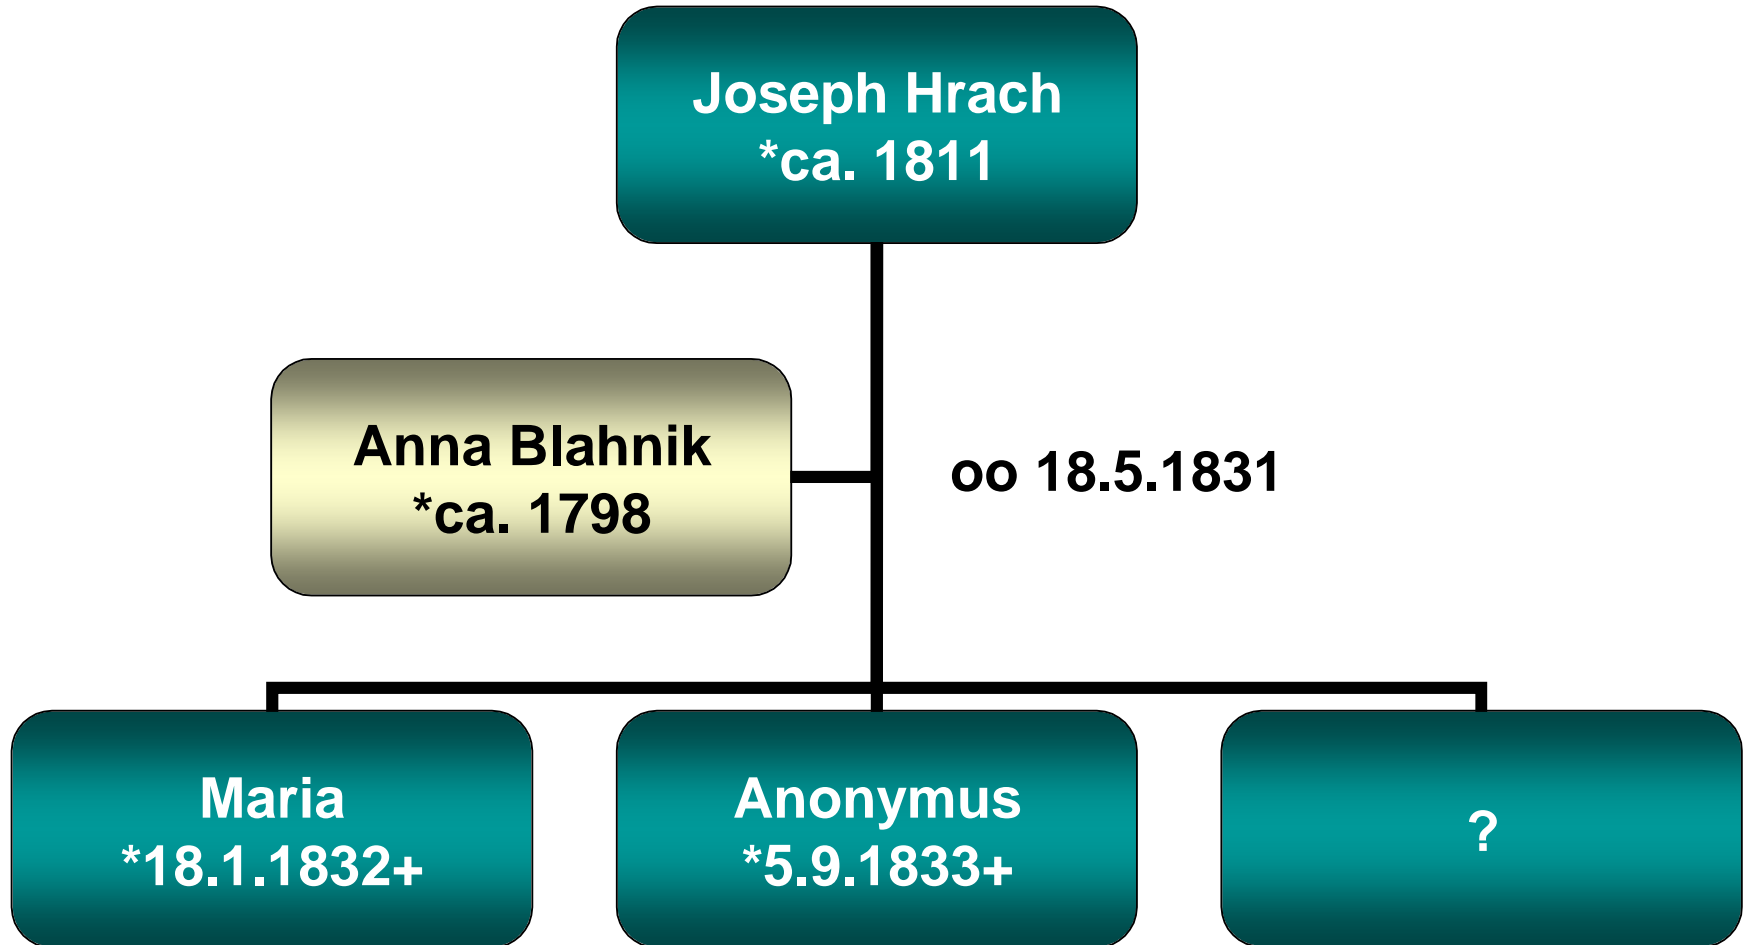 Joseph Hrach
*ca. 1811
Anna Blahnik
*ca. 1798
oo 18.5.1831
Maria
*18.1.1832+
Anonymus
*5.9.1833+
?